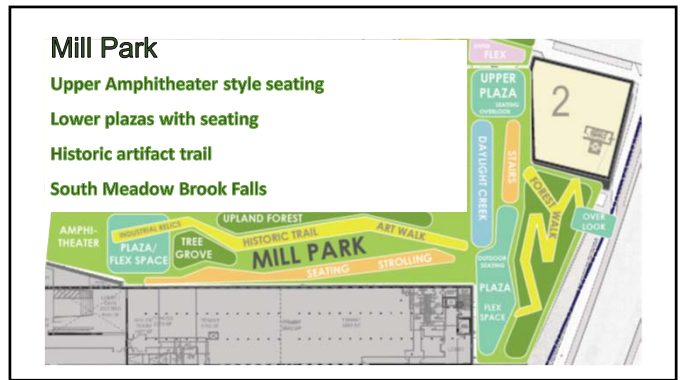 Mill Park
Upper Amphitheater style seating
Lower plazas with seating
Historic artifact trail
South Meadow Brook Falls
FLEX
UPPER
PLAZA
SEATING
OVERLOOK
2
DAYLIGHT CREEK
STAIRS
FOREST WALK
OVER
LOOK
UPLAND FOREST
AMPHI-
THEATER
INDUSTRIAL RELICS
PLAZA/
FLEX SPACE
TREE
GROVE
HISTORIC TRAIL
ART WALK
MILL PARK
SEATING
STROLLING
OUTDOOR
SEATING
PLAZA
FLEX
SPACE